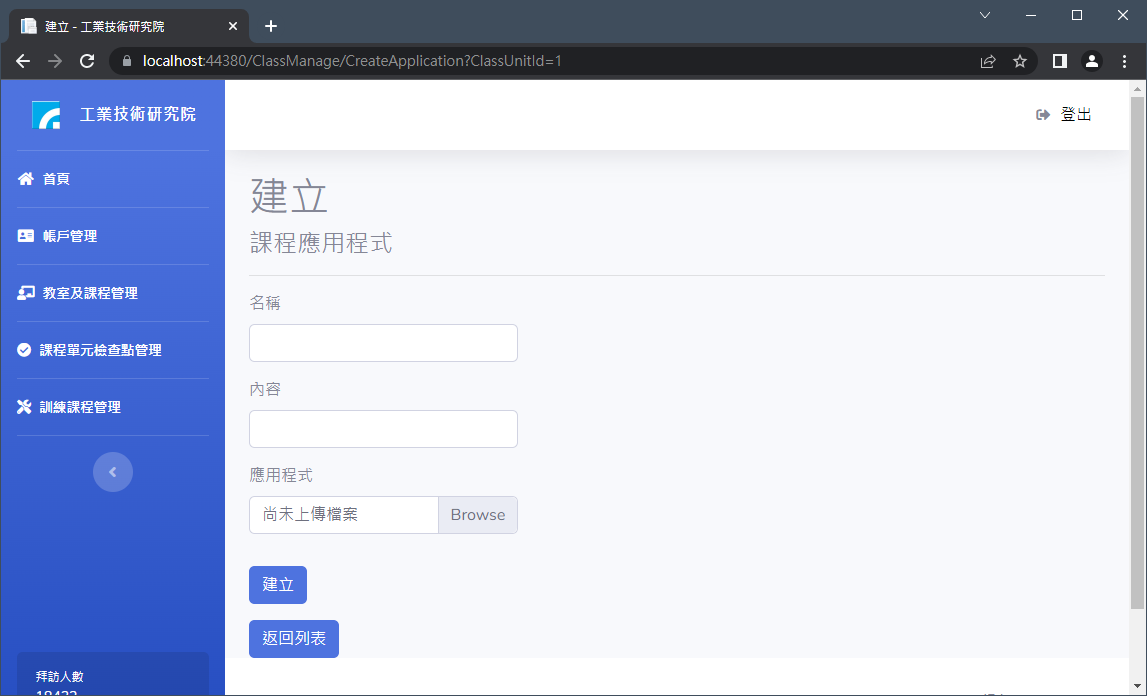 建立 - 工業技術研究院
localhost:44380/ClassManage/CreateApplication?ClassUnitId=1
工業技術研究院
登出
首頁
帳戶管理
教室及課程管理
課程單元檢查點管理
訓練課程管理
建立
課程應用程式
名稱
內容
應用程式
尚未上傳檔案
Browse
建立
返回列表
拜訪人數